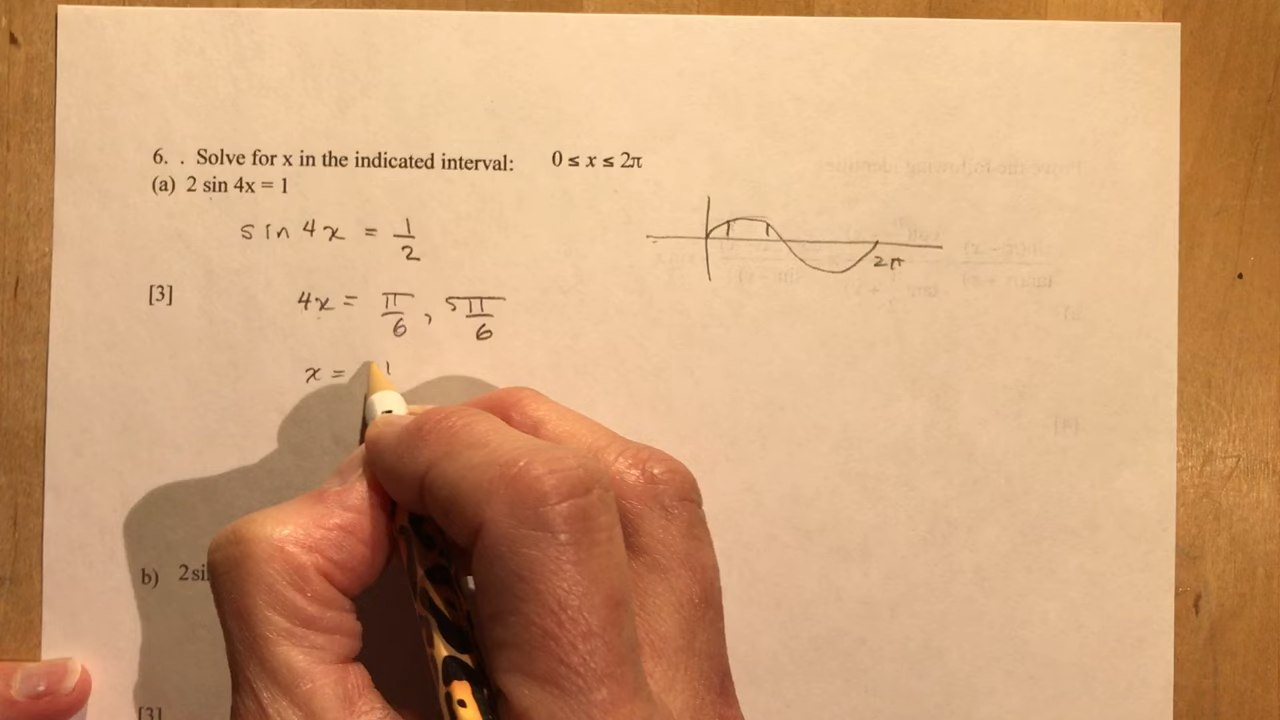 6. . Solve for x in the indicated interval: 0 ≤ x ≤ 2π
(a) 2 sin 4x = 1
sin 4x = 1/2
2π
[3]
4x = π/6, 5π/6
x =
b) 2si
[3]